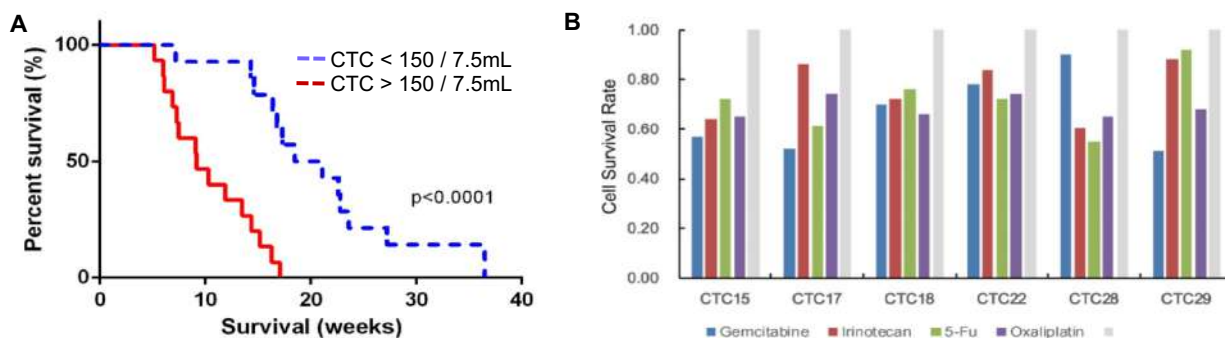 A
Percent survival (%)
100
50
0
CTC < 150 / 7.5mL
CTC > 150 / 7.5mL
p<0.0001
0 10 20 30 40
Survival (weeks)
B
Cell Survival Rate
1.00
0.80
0.60
0.40
0.20
0.00
CTC15 CTC17 CTC18 CTC22 CTC28 CTC29
Gemcitabine Irinotecan 5-Fu Oxaliplatin